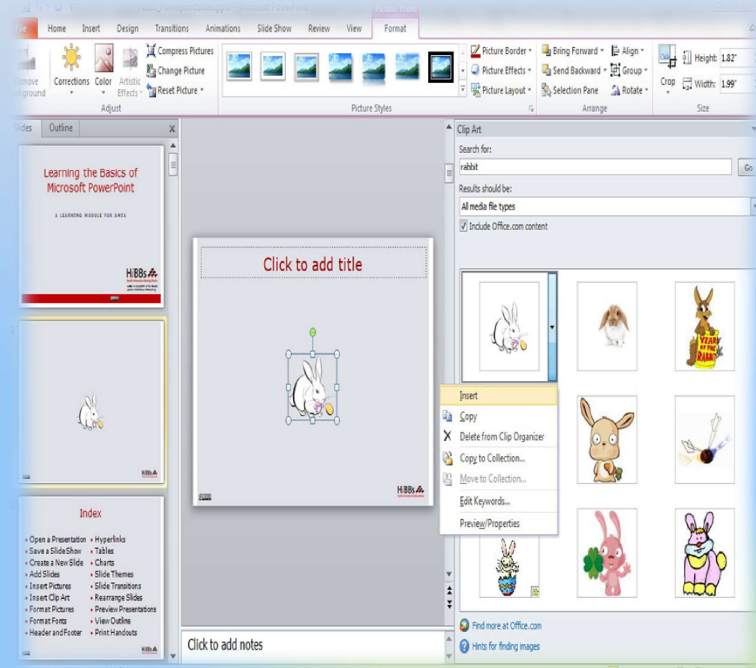 Microsoft PowerPoint
File Home Insert Design Transitions Animations Slide Show Review View Format
Corrections
Color
Artistic
Effects
Compress Pictures
Change Picture
Reset Picture
Adjust
Picture Styles
Picture Border
Picture Effects
Picture Layout
Bring Forward
Send Backward
Selection Pane
Align
Group
Rotate
Arrange
Crop
Height: 1.82"
Width: 1.99"
Size
Slides Outline X
Learning the Basics of
Microsoft PowerPoint
A LEARNING MODULE FOR AMEA
HiBBs
HiBBs
Index
• Open a Presentation
• Save a SlideShow
• Create a New Slide
• Add Slides
• Insert Pictures
• Insert Clip Art
• Format Pictures
• Format Fonts
• Header and Footer
• Hyperlinks
• Tables
• Charts
• Slide Themes
• Slide Transitions
• Rearrange Slides
• Preview Presentations
• View Outline
• Print Handouts
HiBBs
Click to add title
HiBBs
Click to add notes
Clip Art
Search for:
rabbit
Go
Results should be:
All media file types
Include Office.com content
YEAR
OF THE
RABBIT
Insert
Copy
Delete from Clip Organizer
Copy to Collection...
Move to Collection...
Edit Keywords...
Preview/Properties
Find more at Office.com
Hints for finding images